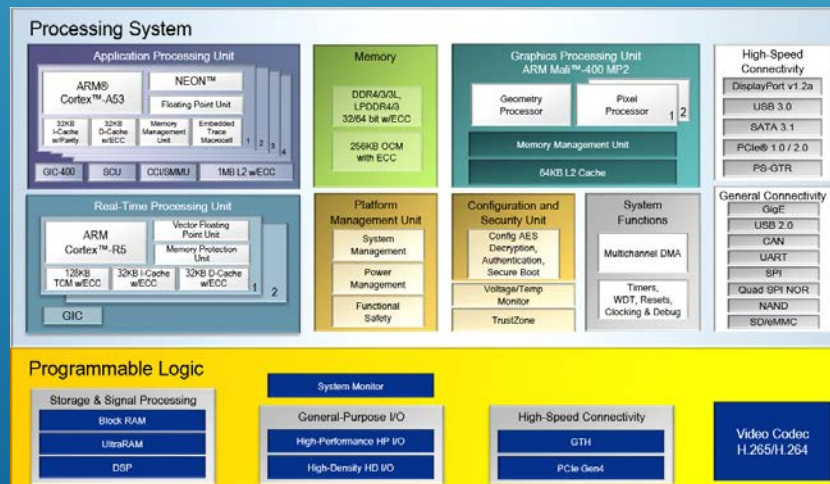 Processing System
Application Processing Unit
ARM®
Cortex™-A53
NEON™
Floating Point Unit
32KB
I-Cache
w/Parity
32KB
D-Cache
w/ECC
Memory
Management
Unit
Embedded
Trace
Macrocell
1
2
3
4
GIC-400
SCU
CCI/SMMU
1MB L2 w/ECC
Memory
DDR4/3/3L,
LPDDR4/3
32/64 bit w/ECC
256KB OCM
with ECC
Graphics Processing Unit
ARM Mali™-400 MP2
Geometry
Processor
Pixel
Processor
1
2
Memory Management Unit
64KB L2 Cache
High-Speed
Connectivity
DisplayPort v1.2a
USB 3.0
SATA 3.1
PCIe® 1.0 / 2.0
PS-GTR
Real-Time Processing Unit
ARM
Cortex™-R5
Vector Floating
Point Unit
Memory Protection
Unit
128KB
TCM w/ECC
32KB I-Cache
w/ECC
32KB D-Cache
w/ECC
1
2
GIC
Platform
Management Unit
System
Management
Power
Management
Functional
Safety
Configuration and
Security Unit
Config AES
Decryption,
Authentication,
Secure Boot
Voltage/Temp
Monitor
TrustZone
System
Functions
Multichannel DMA
Timers,
WDT, Resets,
Clocking & Debug
General Connectivity
GigE
USB 2.0
CAN
UART
SPI
Quad SPI NOR
NAND
SD/eMMC
Programmable Logic
Storage & Signal Processing
Block RAM
UltraRAM
DSP
System Monitor
General-Purpose I/O
High-Performance HP I/O
High-Density HD I/O
High-Speed Connectivity
GTH
PCIe Gen4
Video Codec
H.265/H.264